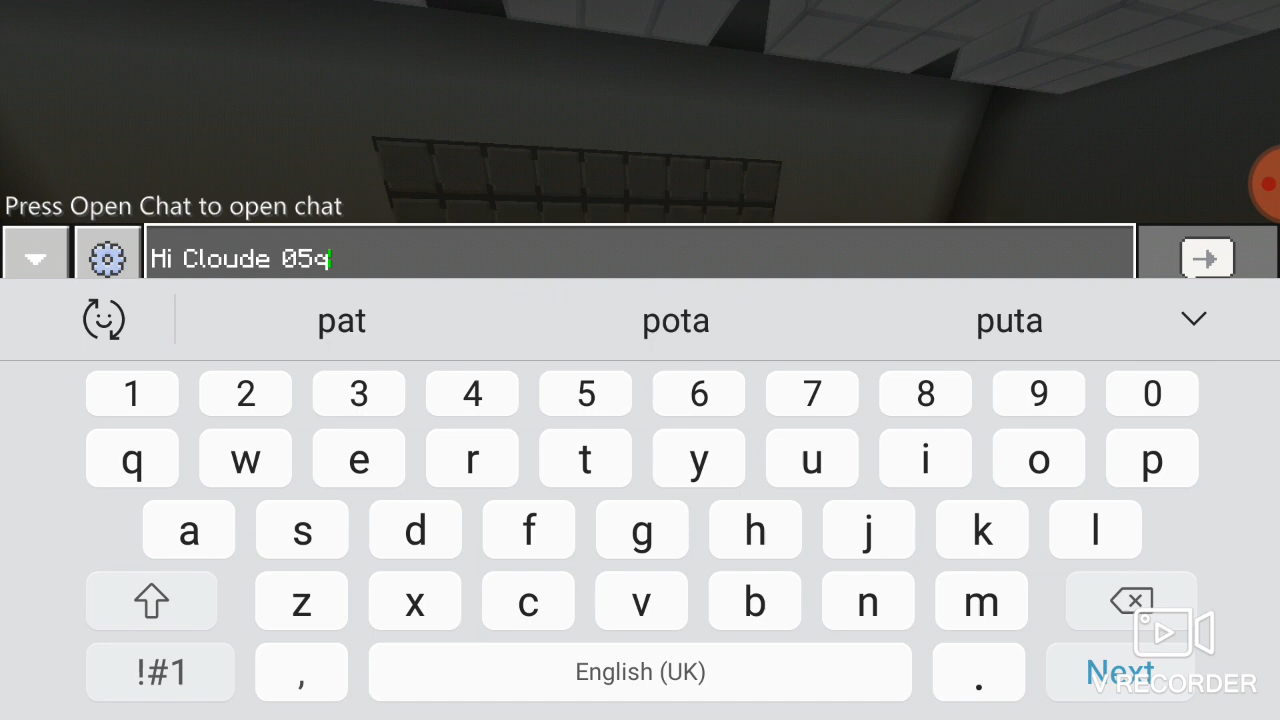 Press Open Chat to open chat
Hi Cloude 05q
pat pota puta
1 2 3 4 5 6 7 8 9 0
q w e r t y u i o p
a s d f g h j k l
z x c v b n m
!#1 , English (UK) . Next
V RECORDER